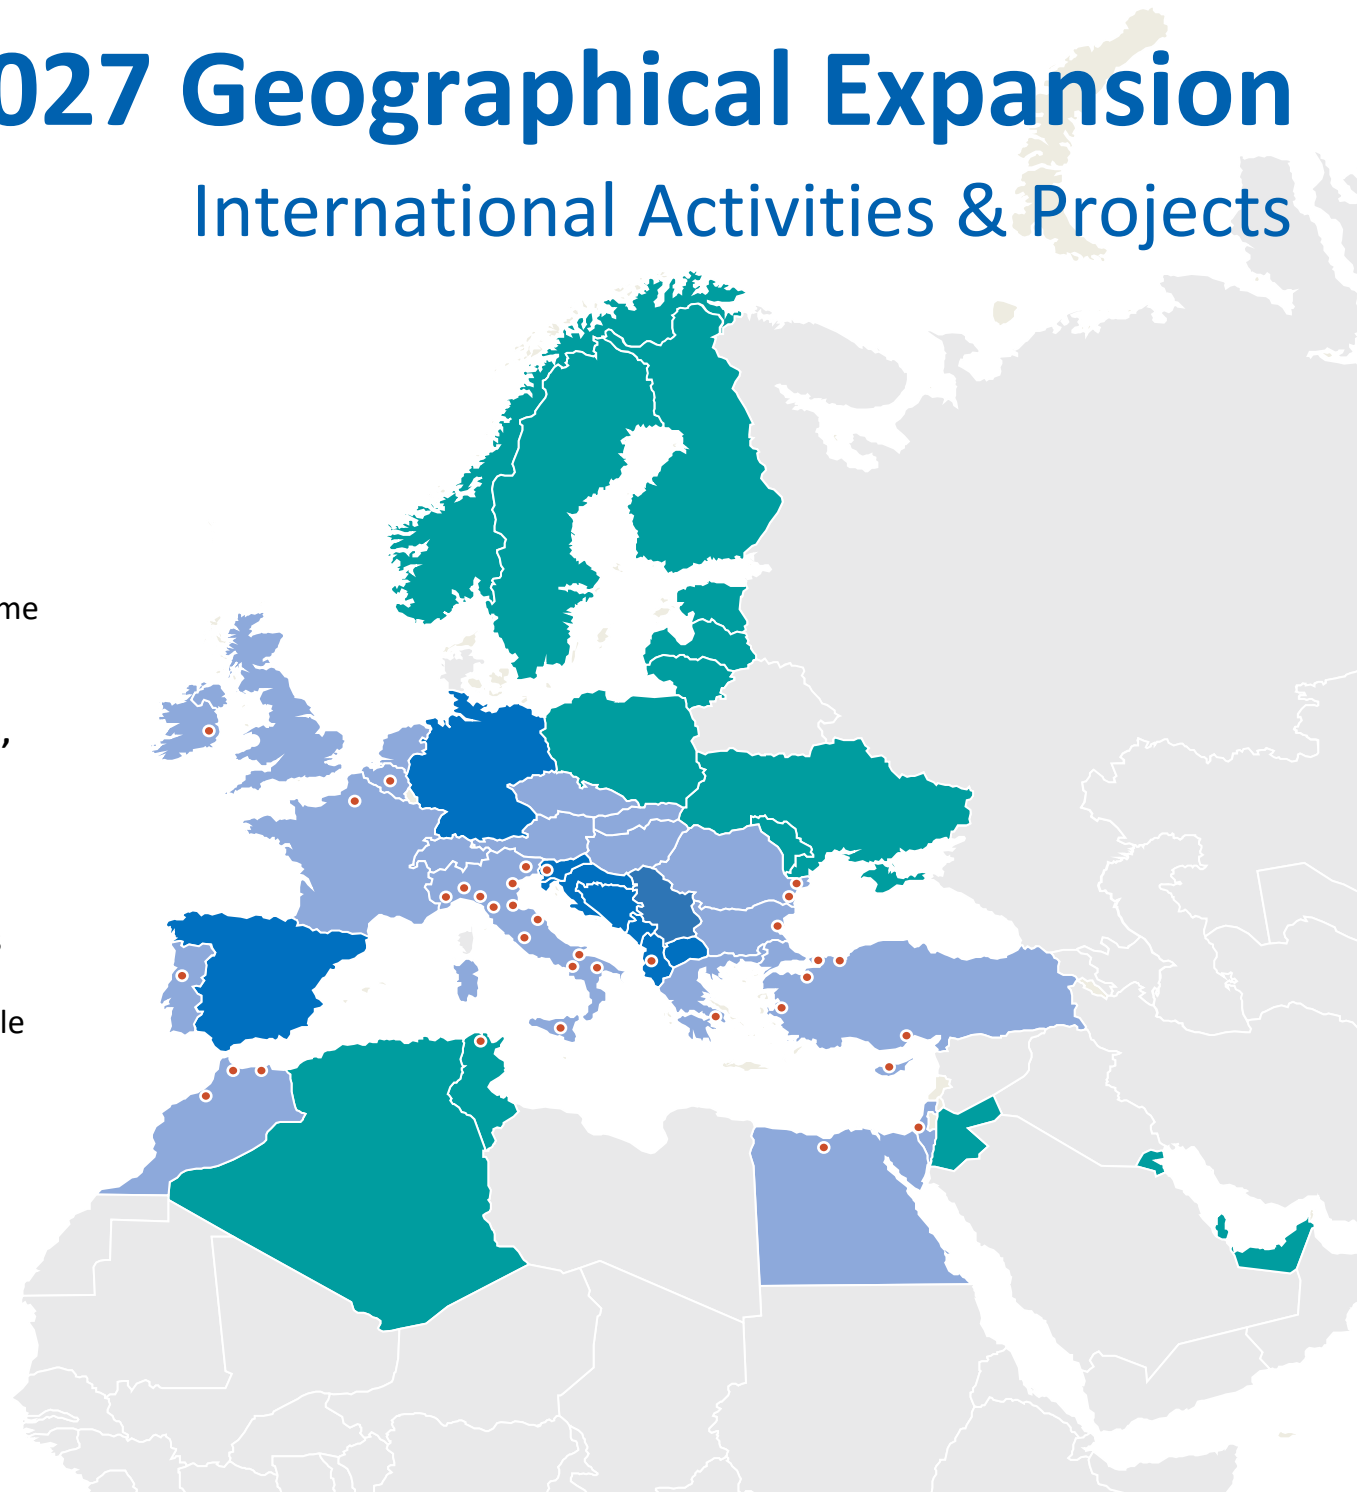 027 Geographical Expansion
International Activities & Projects
me
,
le